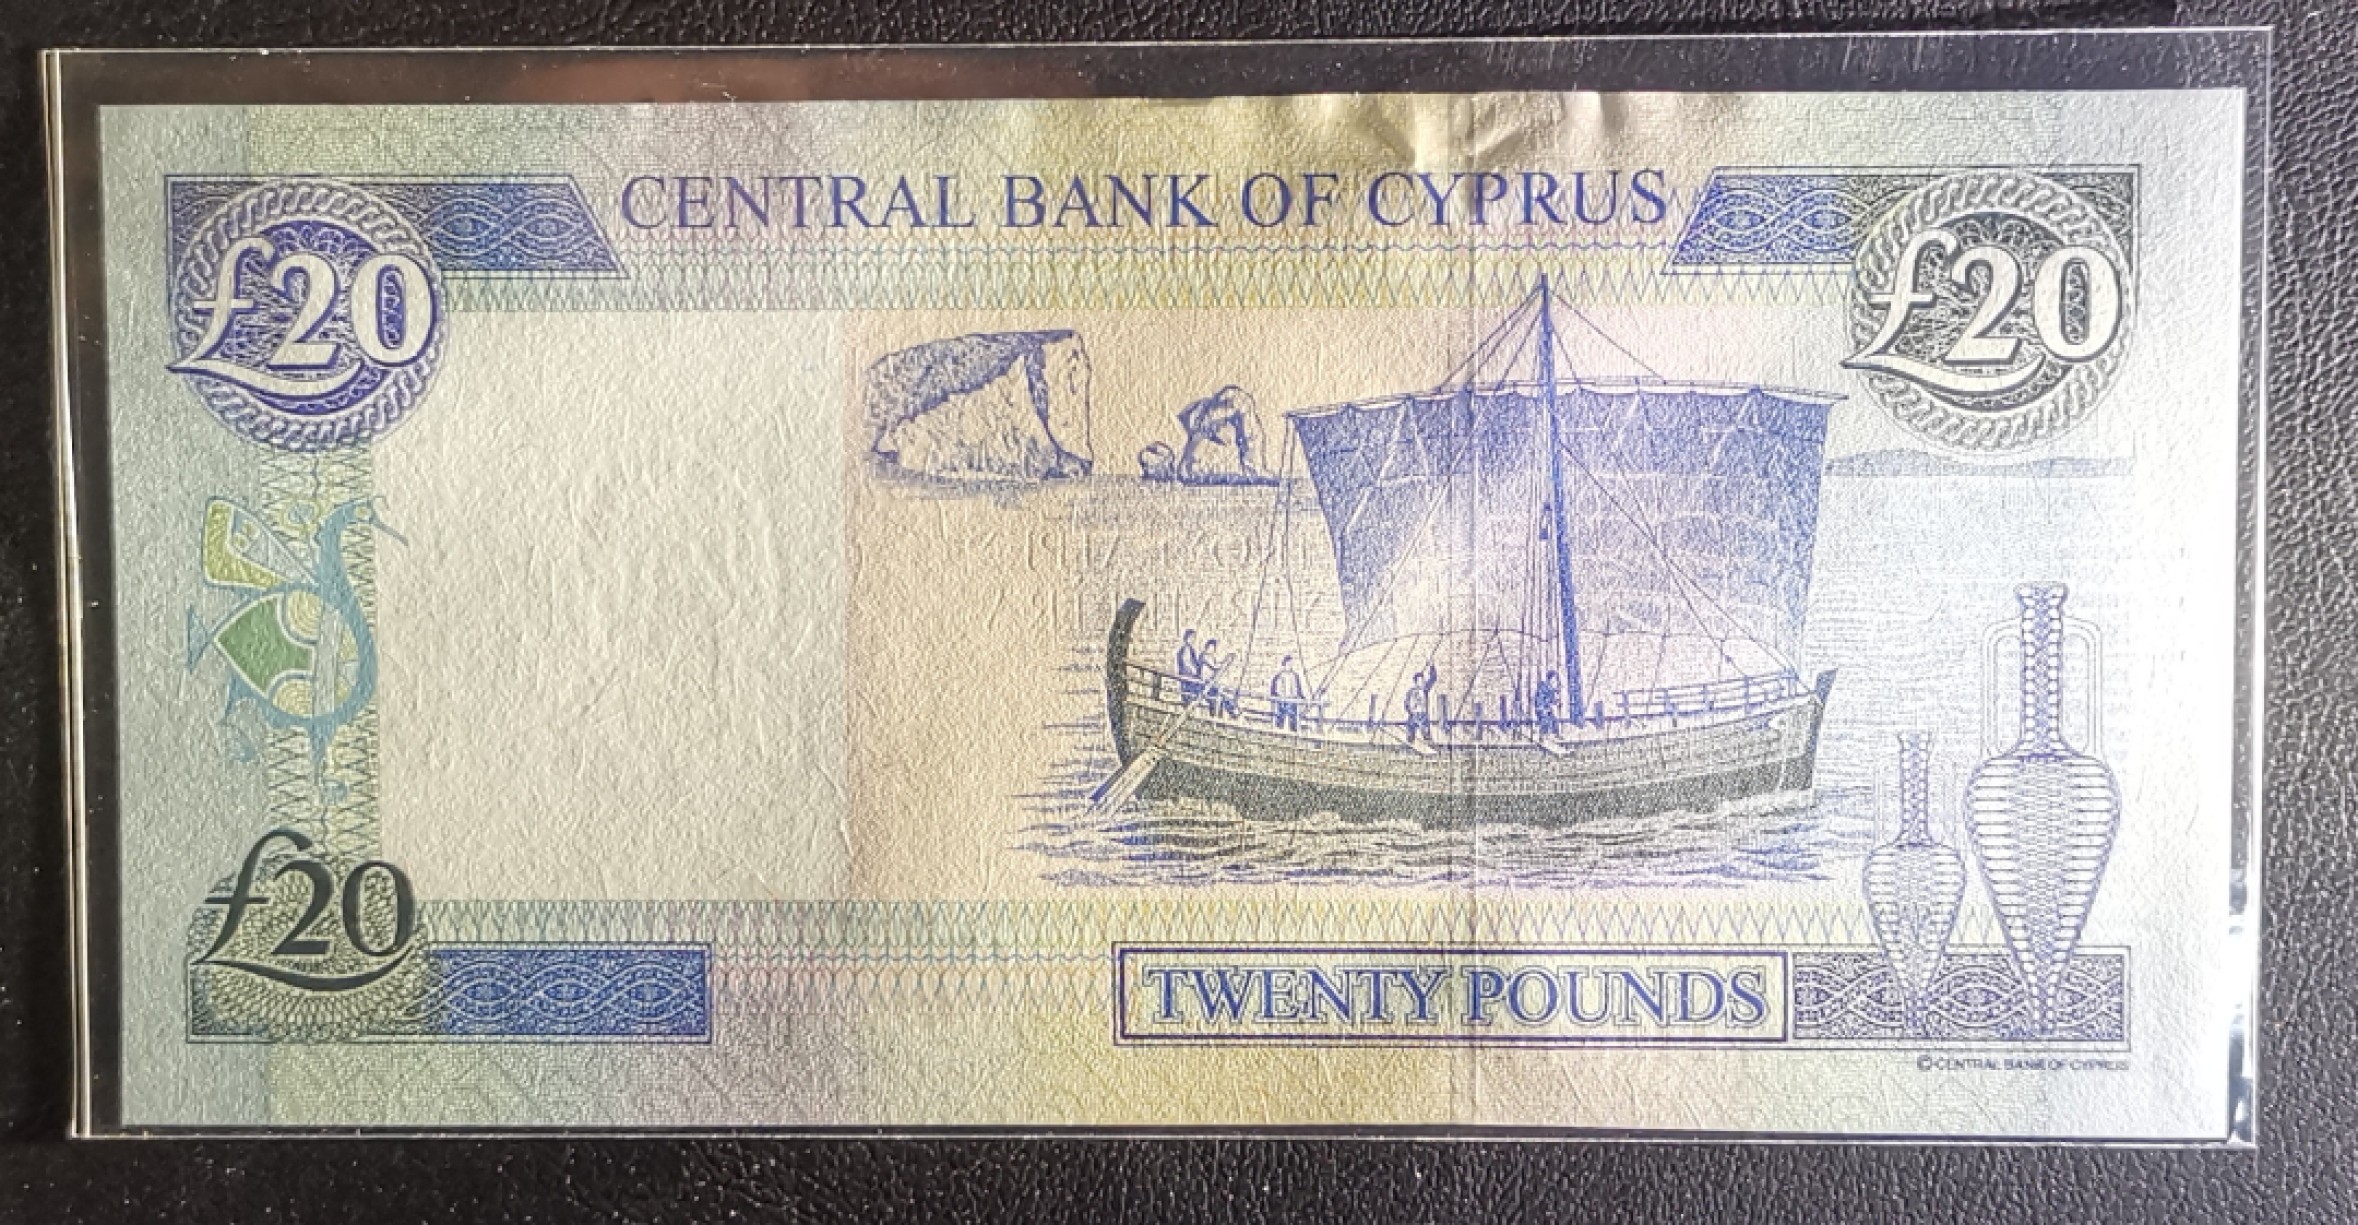 CENTRAL BANK OF CYPRUS
£20
£20
£20
TWENTY POUNDS
© CENTRAL BANK OF CYPRUS